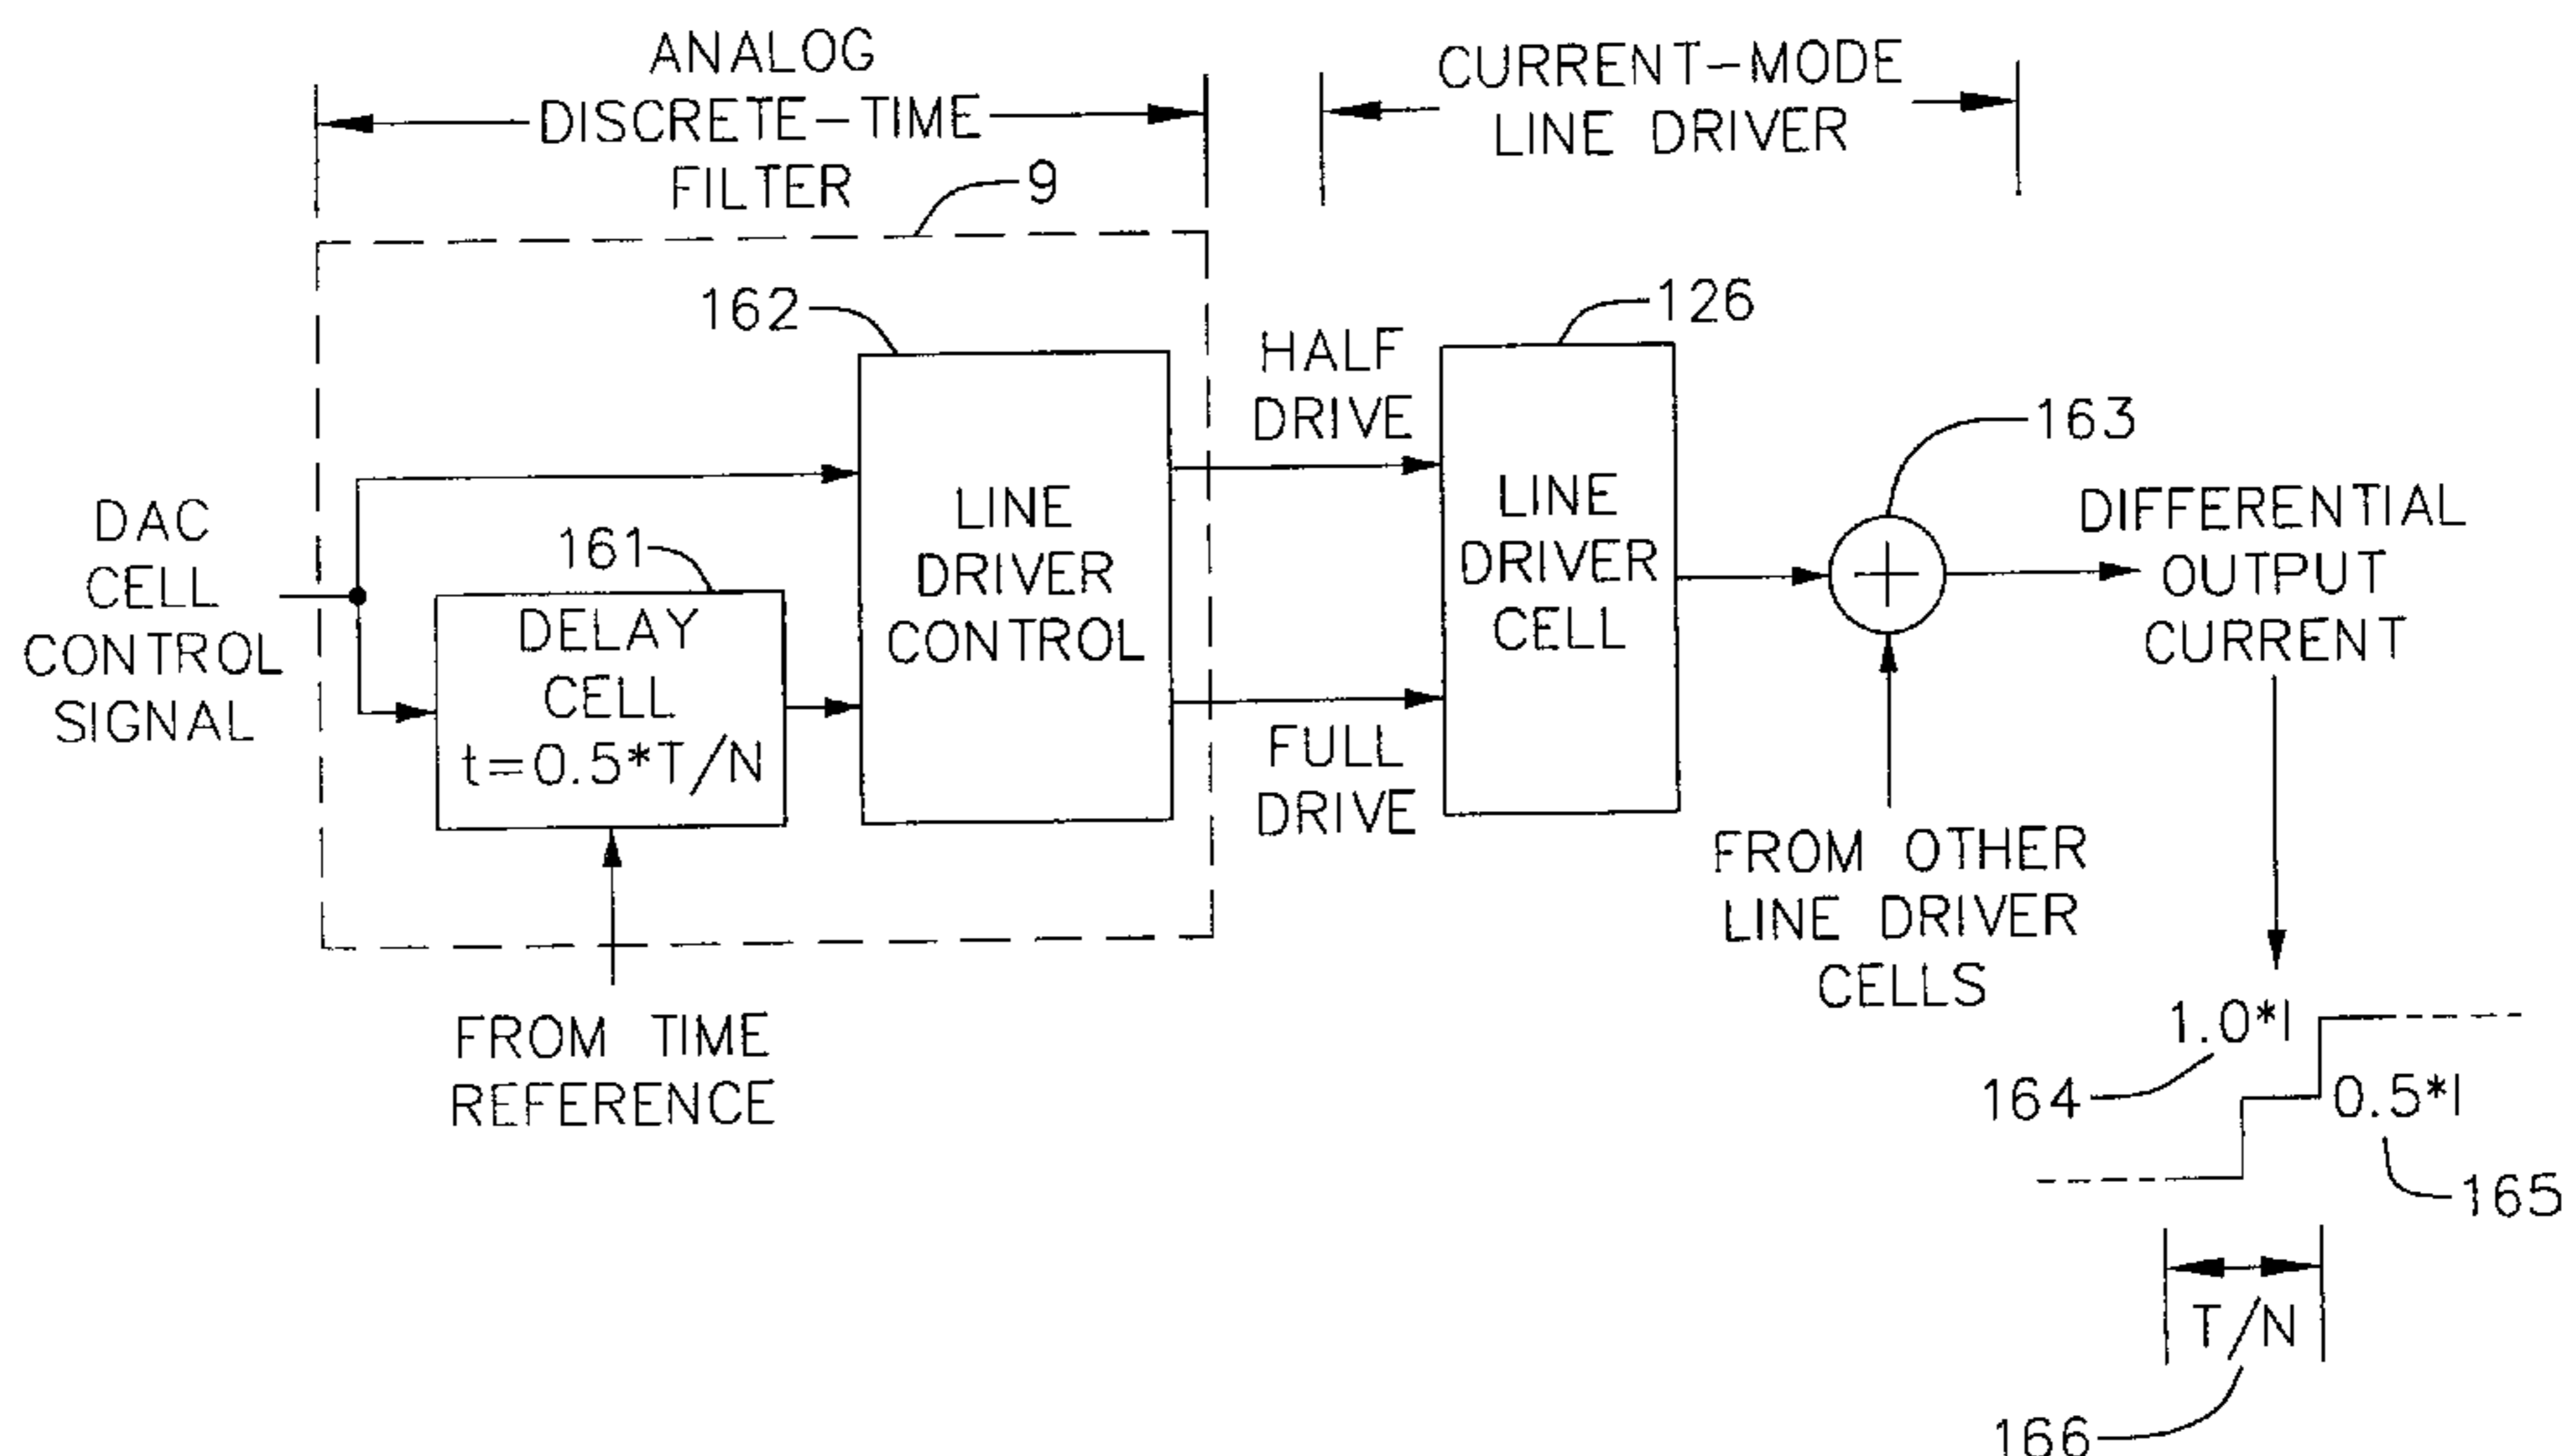 ANALOG
DISCRETE-TIME
FILTER
CURRENT-MODE
LINE DRIVER
9
162
126
HALF
DRIVE
163
DAC
CELL
CONTROL
SIGNAL
161
DELAY
CELL
t=0.5*T/N
LINE
DRIVER
CONTROL
LINE
DRIVER
CELL
DIFFERENTIAL
OUTPUT
CURRENT
FULL
DRIVE
FROM OTHER
LINE DRIVER
CELLS
FROM TIME
REFERENCE
1.0*I
164
0.5*I
165
T/N
166